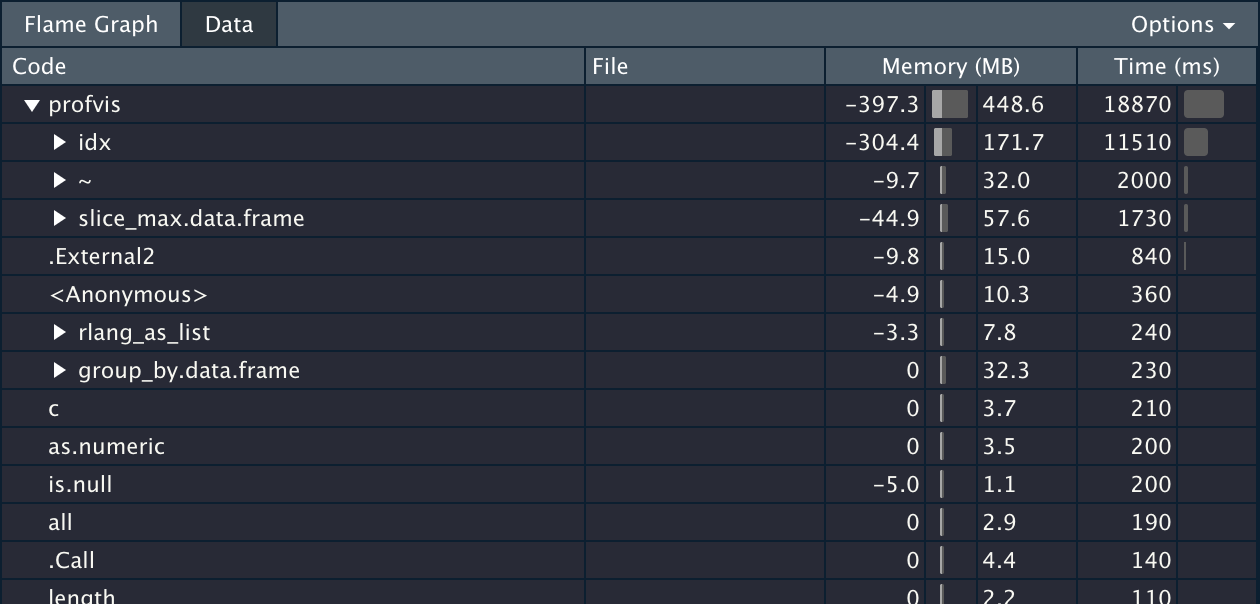 Flame Graph Data Options
Code File Memory (MB) Time (ms)
profvis −397.3 448.6 18870
idx −304.4 171.7 11510
~ −9.7 32.0 2000
slice_max.data.frame −44.9 57.6 1730
.External2 −9.8 15.0 840
<Anonymous> −4.9 10.3 360
rlang_as_list −3.3 7.8 240
group_by.data.frame 0 32.3 230
c 0 3.7 210
as.numeric 0 3.5 200
is.null −5.0 1.1 200
all 0 2.9 190
.Call 0 4.4 140
length 0 2.2 110